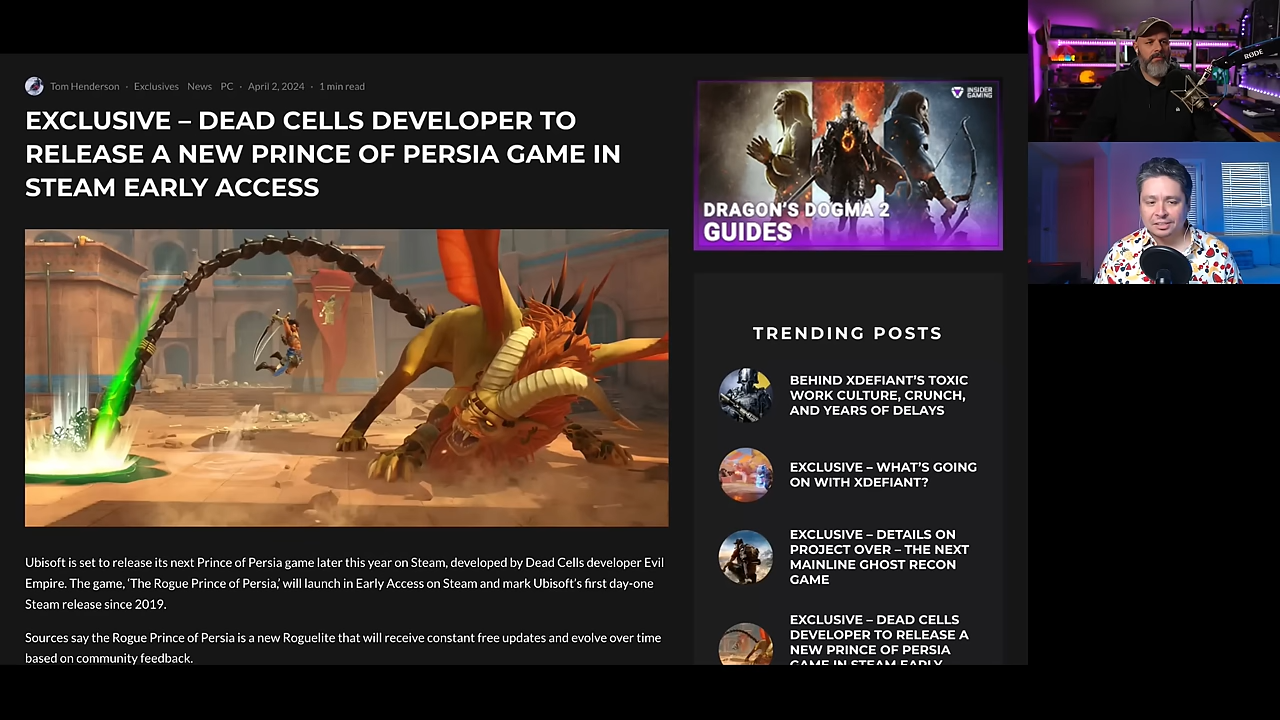 Tom Henderson · Exclusives News PC · April 2, 2024 · 1 min read
EXCLUSIVE – DEAD CELLS DEVELOPER TO
RELEASE A NEW PRINCE OF PERSIA GAME IN
STEAM EARLY ACCESS
Ubisoft is set to release its next Prince of Persia game later this year on Steam, developed by Dead Cells developer Evil
Empire. The game, ‘The Rogue Prince of Persia,’ will launch in Early Access on Steam and mark Ubisoft’s first day-one
Steam release since 2019.
Sources say the Rogue Prince of Persia is a new Roguelite that will receive constant free updates and evolve over time
based on community feedback.
INSIDER
GAMING
DRAGON'S DOGMA 2
GUIDES
TRENDING POSTS
BEHIND XDEFIANT’S TOXIC
WORK CULTURE, CRUNCH,
AND YEARS OF DELAYS
EXCLUSIVE – WHAT’S GOING
ON WITH XDEFIANT?
EXCLUSIVE – DETAILS ON
PROJECT OVER – THE NEXT
MAINLINE GHOST RECON
GAME
EXCLUSIVE – DEAD CELLS
DEVELOPER TO RELEASE A
NEW PRINCE OF PERSIA
GAME IN STEAM EARLY
RØDE